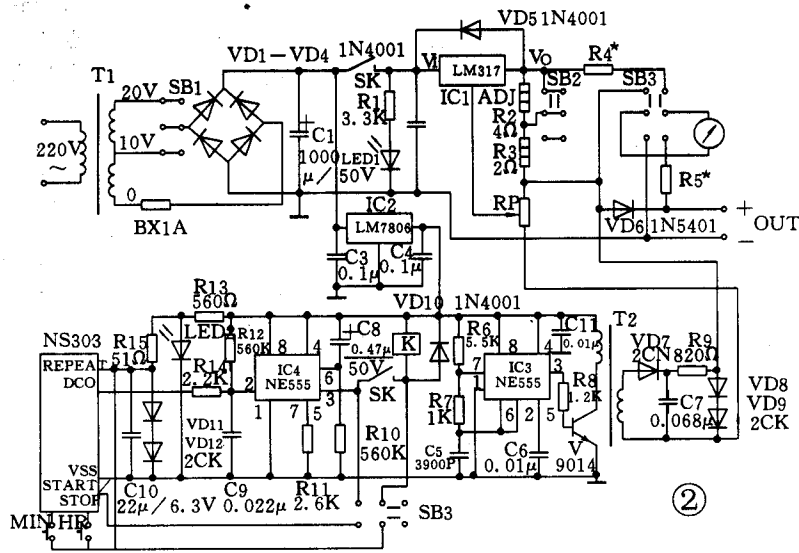 VD5 1N4001
VD1-VD4
1N4001
VI
LM317
VO
R4*
T1
20V
SB1
SK
IC1
ADJ
SB2
SB3
R1
3.3K
R2
4Ω
C1
1000
μ/50V
LED1
10V
220V
~
R3
2Ω
R5*
0
BX1A
IC2
LM7806
RP
VD6 1N5401
+
OUT
−
C3
0.1μ
C4
0.1μ
R13
560Ω
VD10 1N4001
C11
0.01μ
T2
NS303
R15
51Ω
LED
R12
560K
C8
0.47μ
50V
K
R6
5.5K
VD7
2CN
R9
820Ω
REPEAT
DCO
R14
2.2K
8
4
IC4
NE555
6
2
3
1
7
5
SK
8
4
7
IC3
NE555
3
1
6
2
5
R8
1.2K
R7
1K
VD8
VD9
2CK
C7
0.068μ
VD11
VD12
2CK
R10
560K
C5
3900P
C6
0.01μ
V
9014
VSS
START
STOP
C10
22μ/6.3V
C9
0.022μ
R11
2.6K
MIN
HR
SB3
②